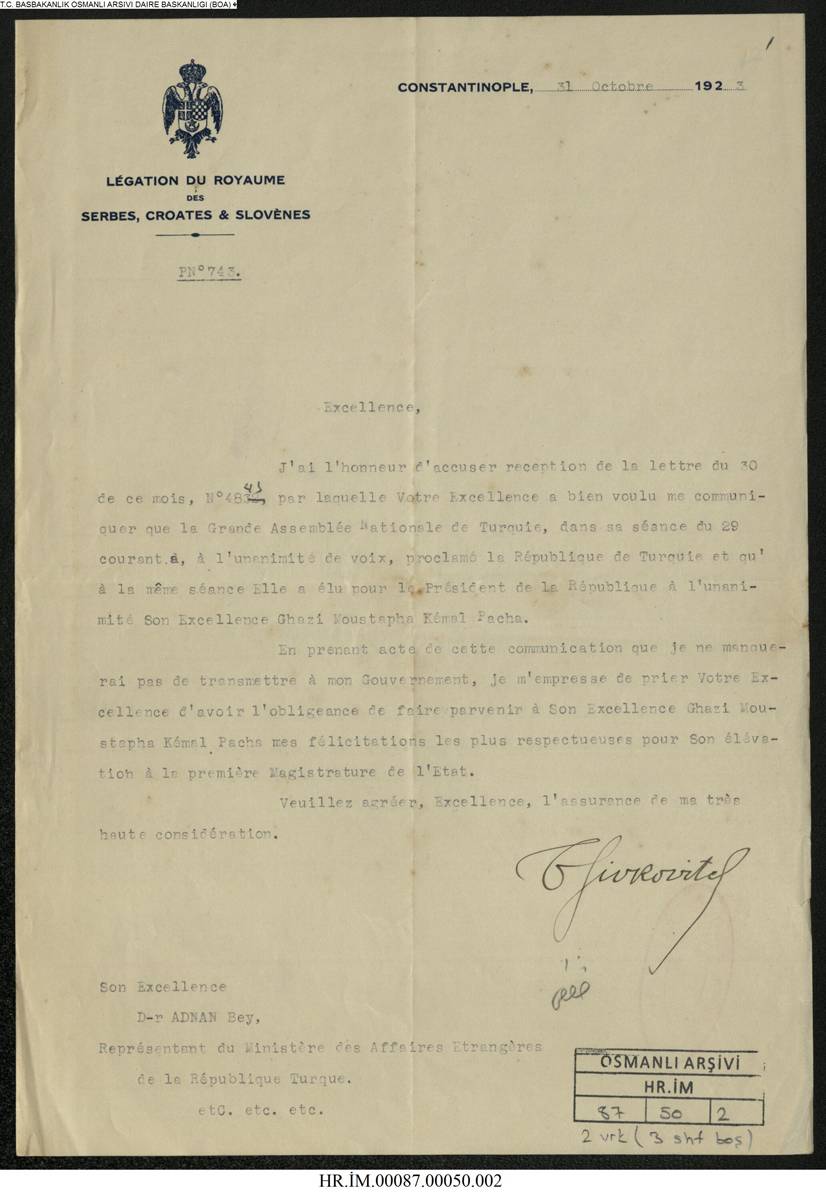 T.C. BASBAKANLIK OSMANLI ARSIVI DAIRE BASKANLIGI (BOA)
1
CONSTANTINOPLE, 31 Octobre 1923
LÉGATION DU ROYAUME
DES
SERBES, CROATES & SLOVÈNES
PN°743.
Excellence,
J'ai l'honneur d'accuser reception de la lettre du 30
de ce mois, N°483 43, par laquelle Votre Excellence a bien voulu me communi-
quer que la Grande Assemblée Nationale de Turquie, dans sa séance du 29
courant.à, à l'unanimité de voix, proclamé la République de Turquie et qu'
à la même séance Elle a élu pour le Président de la République à l'unani-
mité Son Excellence Ghazi Moustapha Kémal Pacha.
En prenant acte de cette communication que je ne manque-
rai pas de transmettre à mon Gouvernement, je m'empresse de prier Votre Ex-
cellence d'avoir l'obligeance de faire parvenir à Son Excellence Ghazi Mou-
stapha Kémal Pacha mes félicitations les plus respectueuses pour Son éléva-
tion à la première Magistrature de l'Etat.
Veuillez agréer, Excellence, l'assurance de ma très
haute considération.
T Givkovitch
Son Excellence
D-r ADNAN Bey,
Représentant du Ministère des Affaires Etrangères
de la République Turque.
etC. etc. etc.
OSMANLI ARŞİVİ
HR.İM
87 50 2
2 vrk (3 shf boş)
HR.İM.00087.00050.002